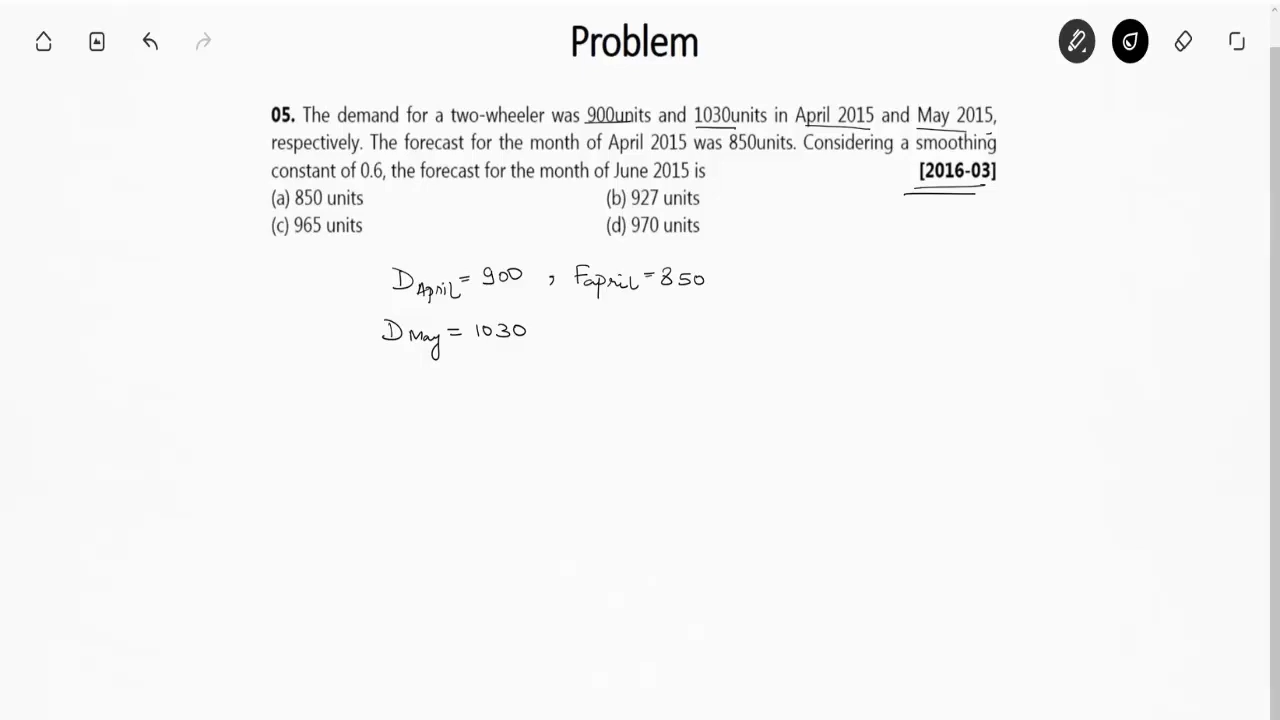 Problem
05. The demand for a two-wheeler was 900units and 1030units in April 2015 and May 2015,
respectively. The forecast for the month of April 2015 was 850units. Considering a smoothing
constant of 0.6, the forecast for the month of June 2015 is [2016-03]
(a) 850 units (b) 927 units
(c) 965 units (d) 970 units
D April = 900 , Fapril = 850
D May = 1030